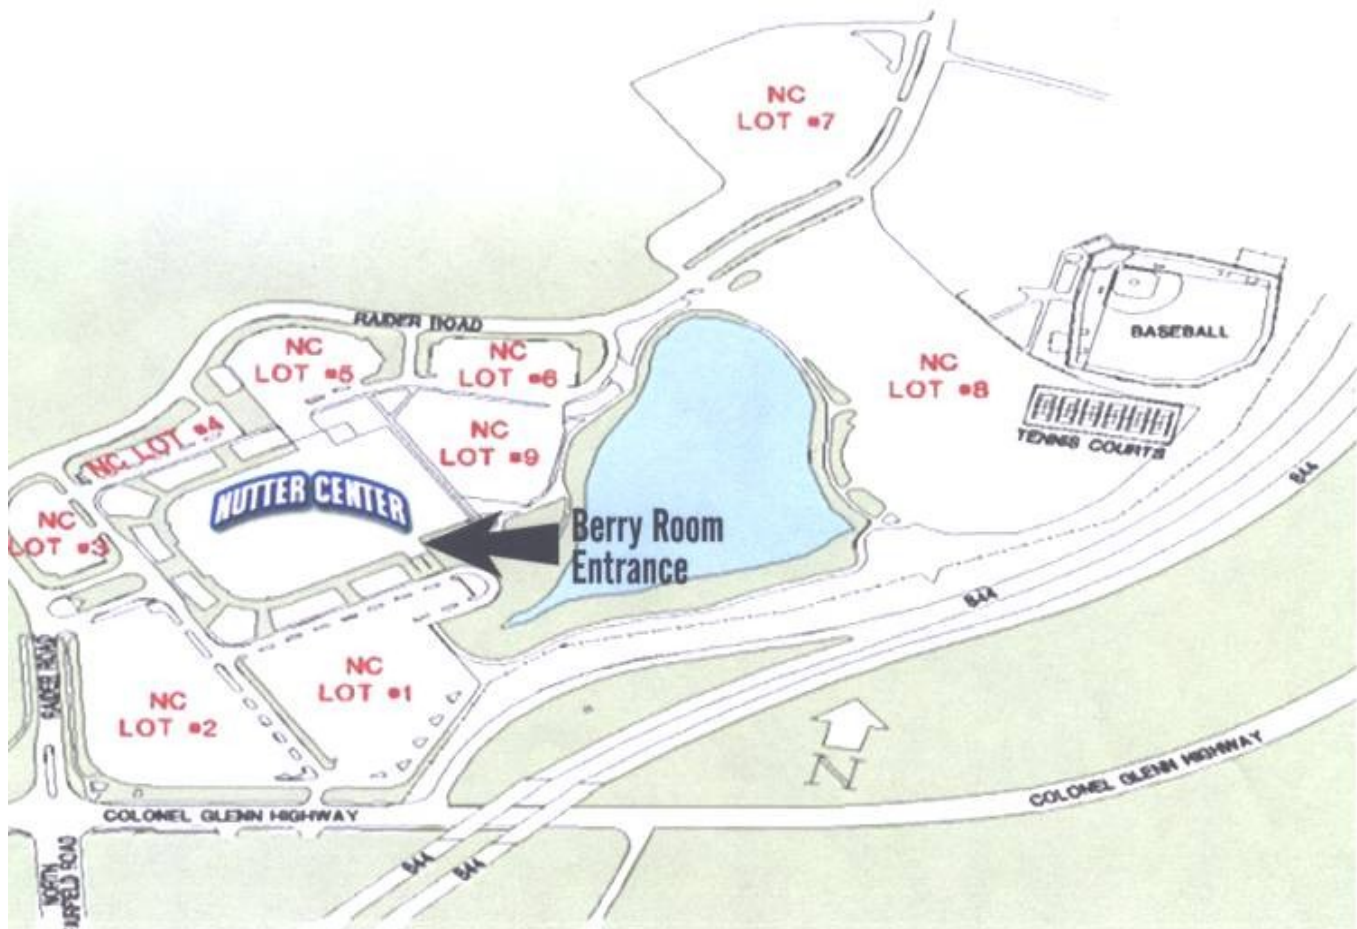 NC
LOT #7
BASEBALL
RAIDER ROAD
NC
LOT #5
NC
LOT #6
NC
LOT #8
TENNIS COURTS
NC LOT #4
NC
LOT #9
844
NUTTER CENTER
NC
LOT #3
Berry Room
Entrance
844
RAIDER ROAD
NC
LOT #1
NC
LOT #2
N
COLONEL GLENN HIGHWAY
COLONEL GLENN HIGHWAY
844
844
NORTH
ROAD